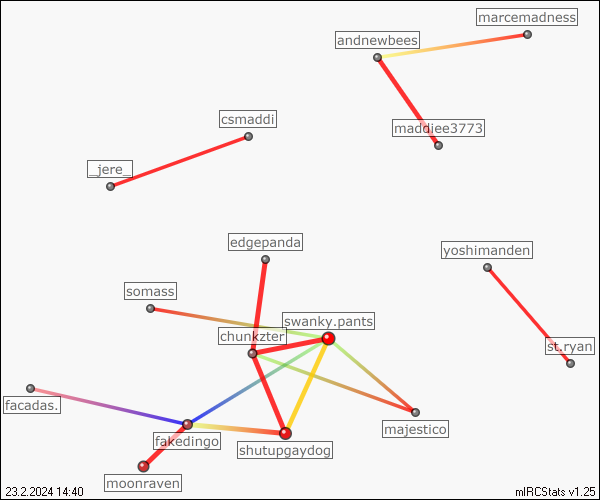 marcemadness
andnewbees
csmaddi
maddiee3773
_jere_
edgepanda
yoshimanden
somass
swanky.pants
chunkzter
st.ryan
facadas.
majestico
fakedingo
shutupgaydog
moonraven
23.2.2024 14:40
mIRCStats v1.25